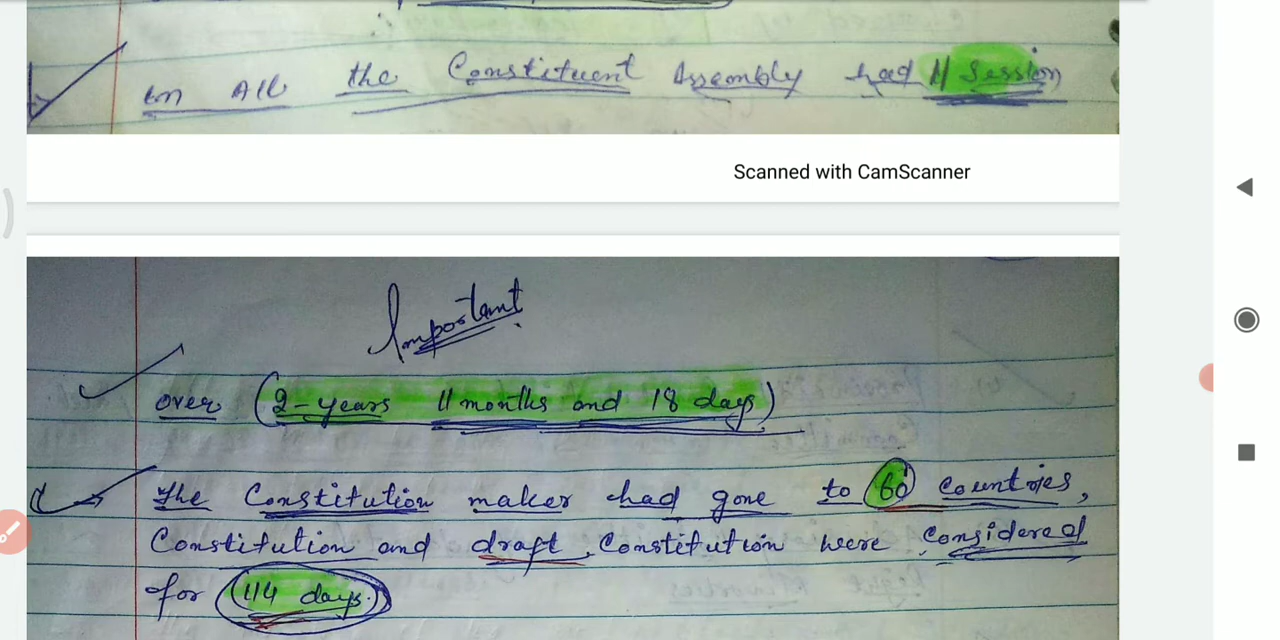 In All the Constituent Assembly had 11 Session
Scanned with CamScanner
Important
over (2-years 11 months and 18 days)
the Constitution maker had gone to 60 countries,
Constitution and draft Constitution were Considered
for 114 days.